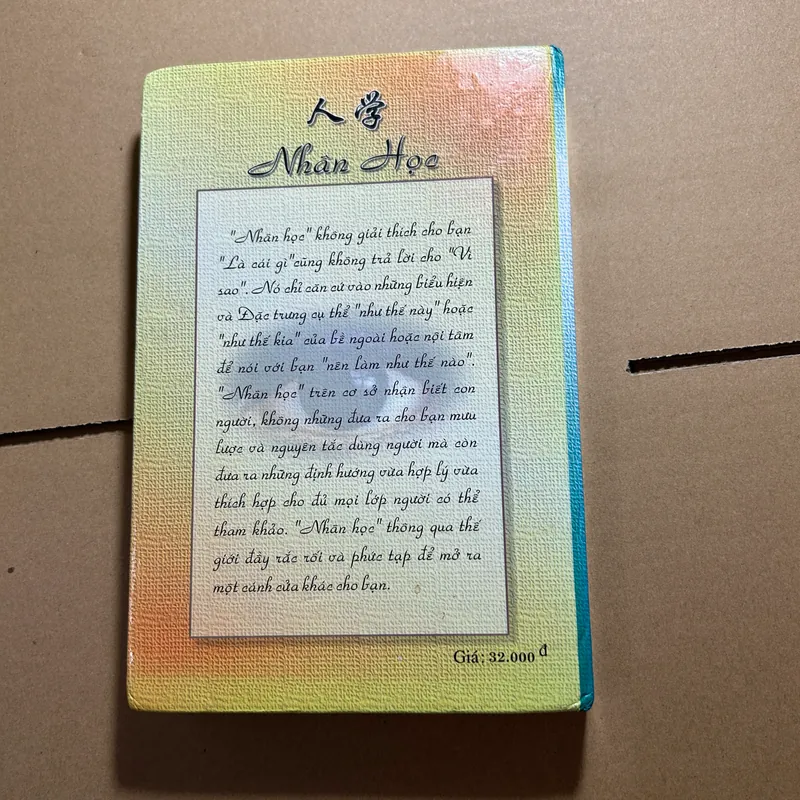 人学
Nhân Học
"Nhân học" không giải thích cho bạn
"Là cái gì"cũng không trả lời cho "Vì
sao". Nó chỉ căn cứ vào những biểu hiện
và Đặc trưng cụ thể "như thế này" hoặc
"như thế kia" của bề ngoài hoặc nội tâm
để nói với bạn "nên làm như thế nào".
"Nhân học" trên cơ sở nhận biết con
người, không những đưa ra cho bạn mưu
lược và nguyên tắc dùng người mà còn
đưa ra những định hướng vừa hợp lý vừa
thích hợp cho đủ mọi lớp người có thể
tham khảo. "Nhân học" thông qua thế
giới đầy rắc rối và phức tạp để mở ra
một cánh cửa khác cho bạn.
Giá: 32.000 đ